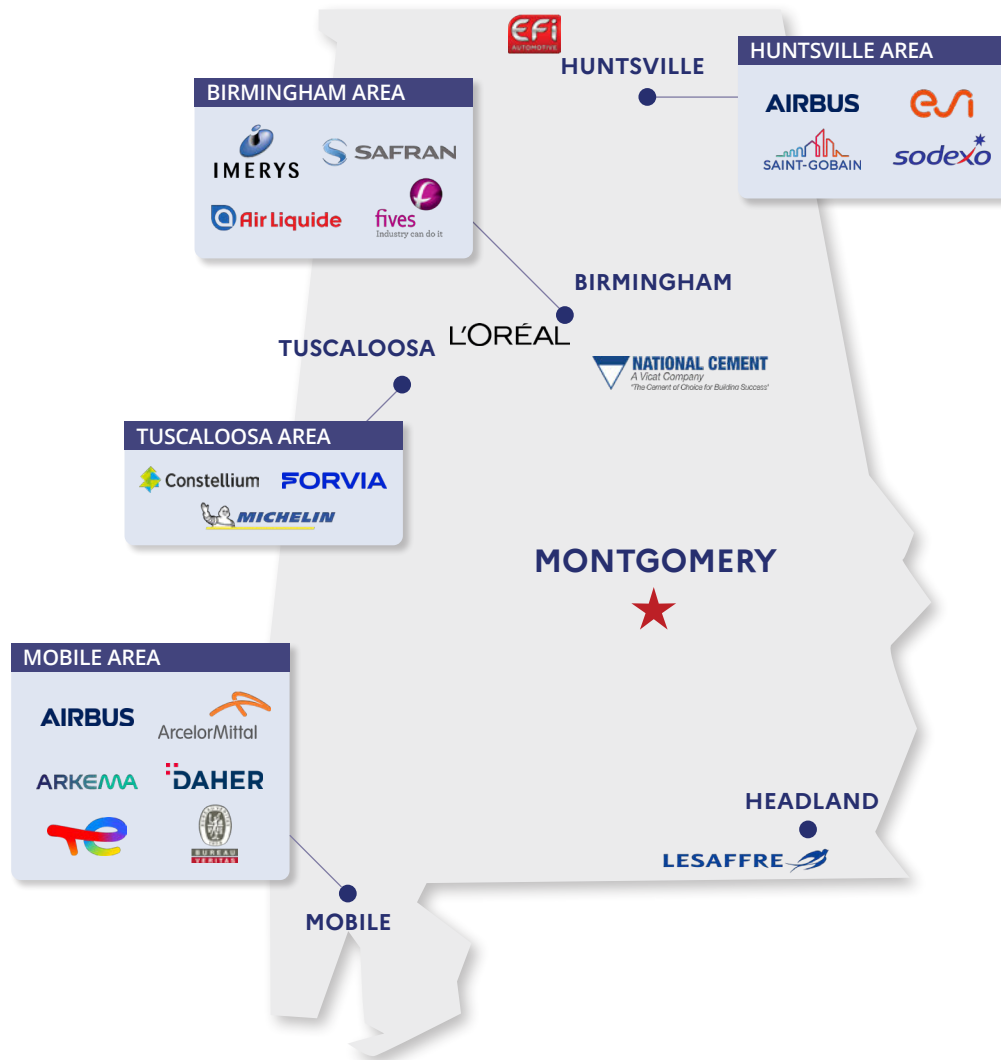 EFi
AUTOMOTIVE
HUNTSVILLE
HUNTSVILLE AREA
AIRBUS
esi
SAINT-GOBAIN
sodexo
BIRMINGHAM AREA
IMERYS
SAFRAN
Air Liquide
fives
Industry can do it
BIRMINGHAM
L'ORÉAL
NATIONAL CEMENT
A Vicat Company
"The Cement of Choice for Building Success"
TUSCALOOSA
TUSCALOOSA AREA
Constellium
FORVIA
MICHELIN
MONTGOMERY
MOBILE AREA
AIRBUS
ArcelorMittal
ARKEMA
DAHER
TE
BUREAU
VERITAS
MOBILE
HEADLAND
LESAFFRE